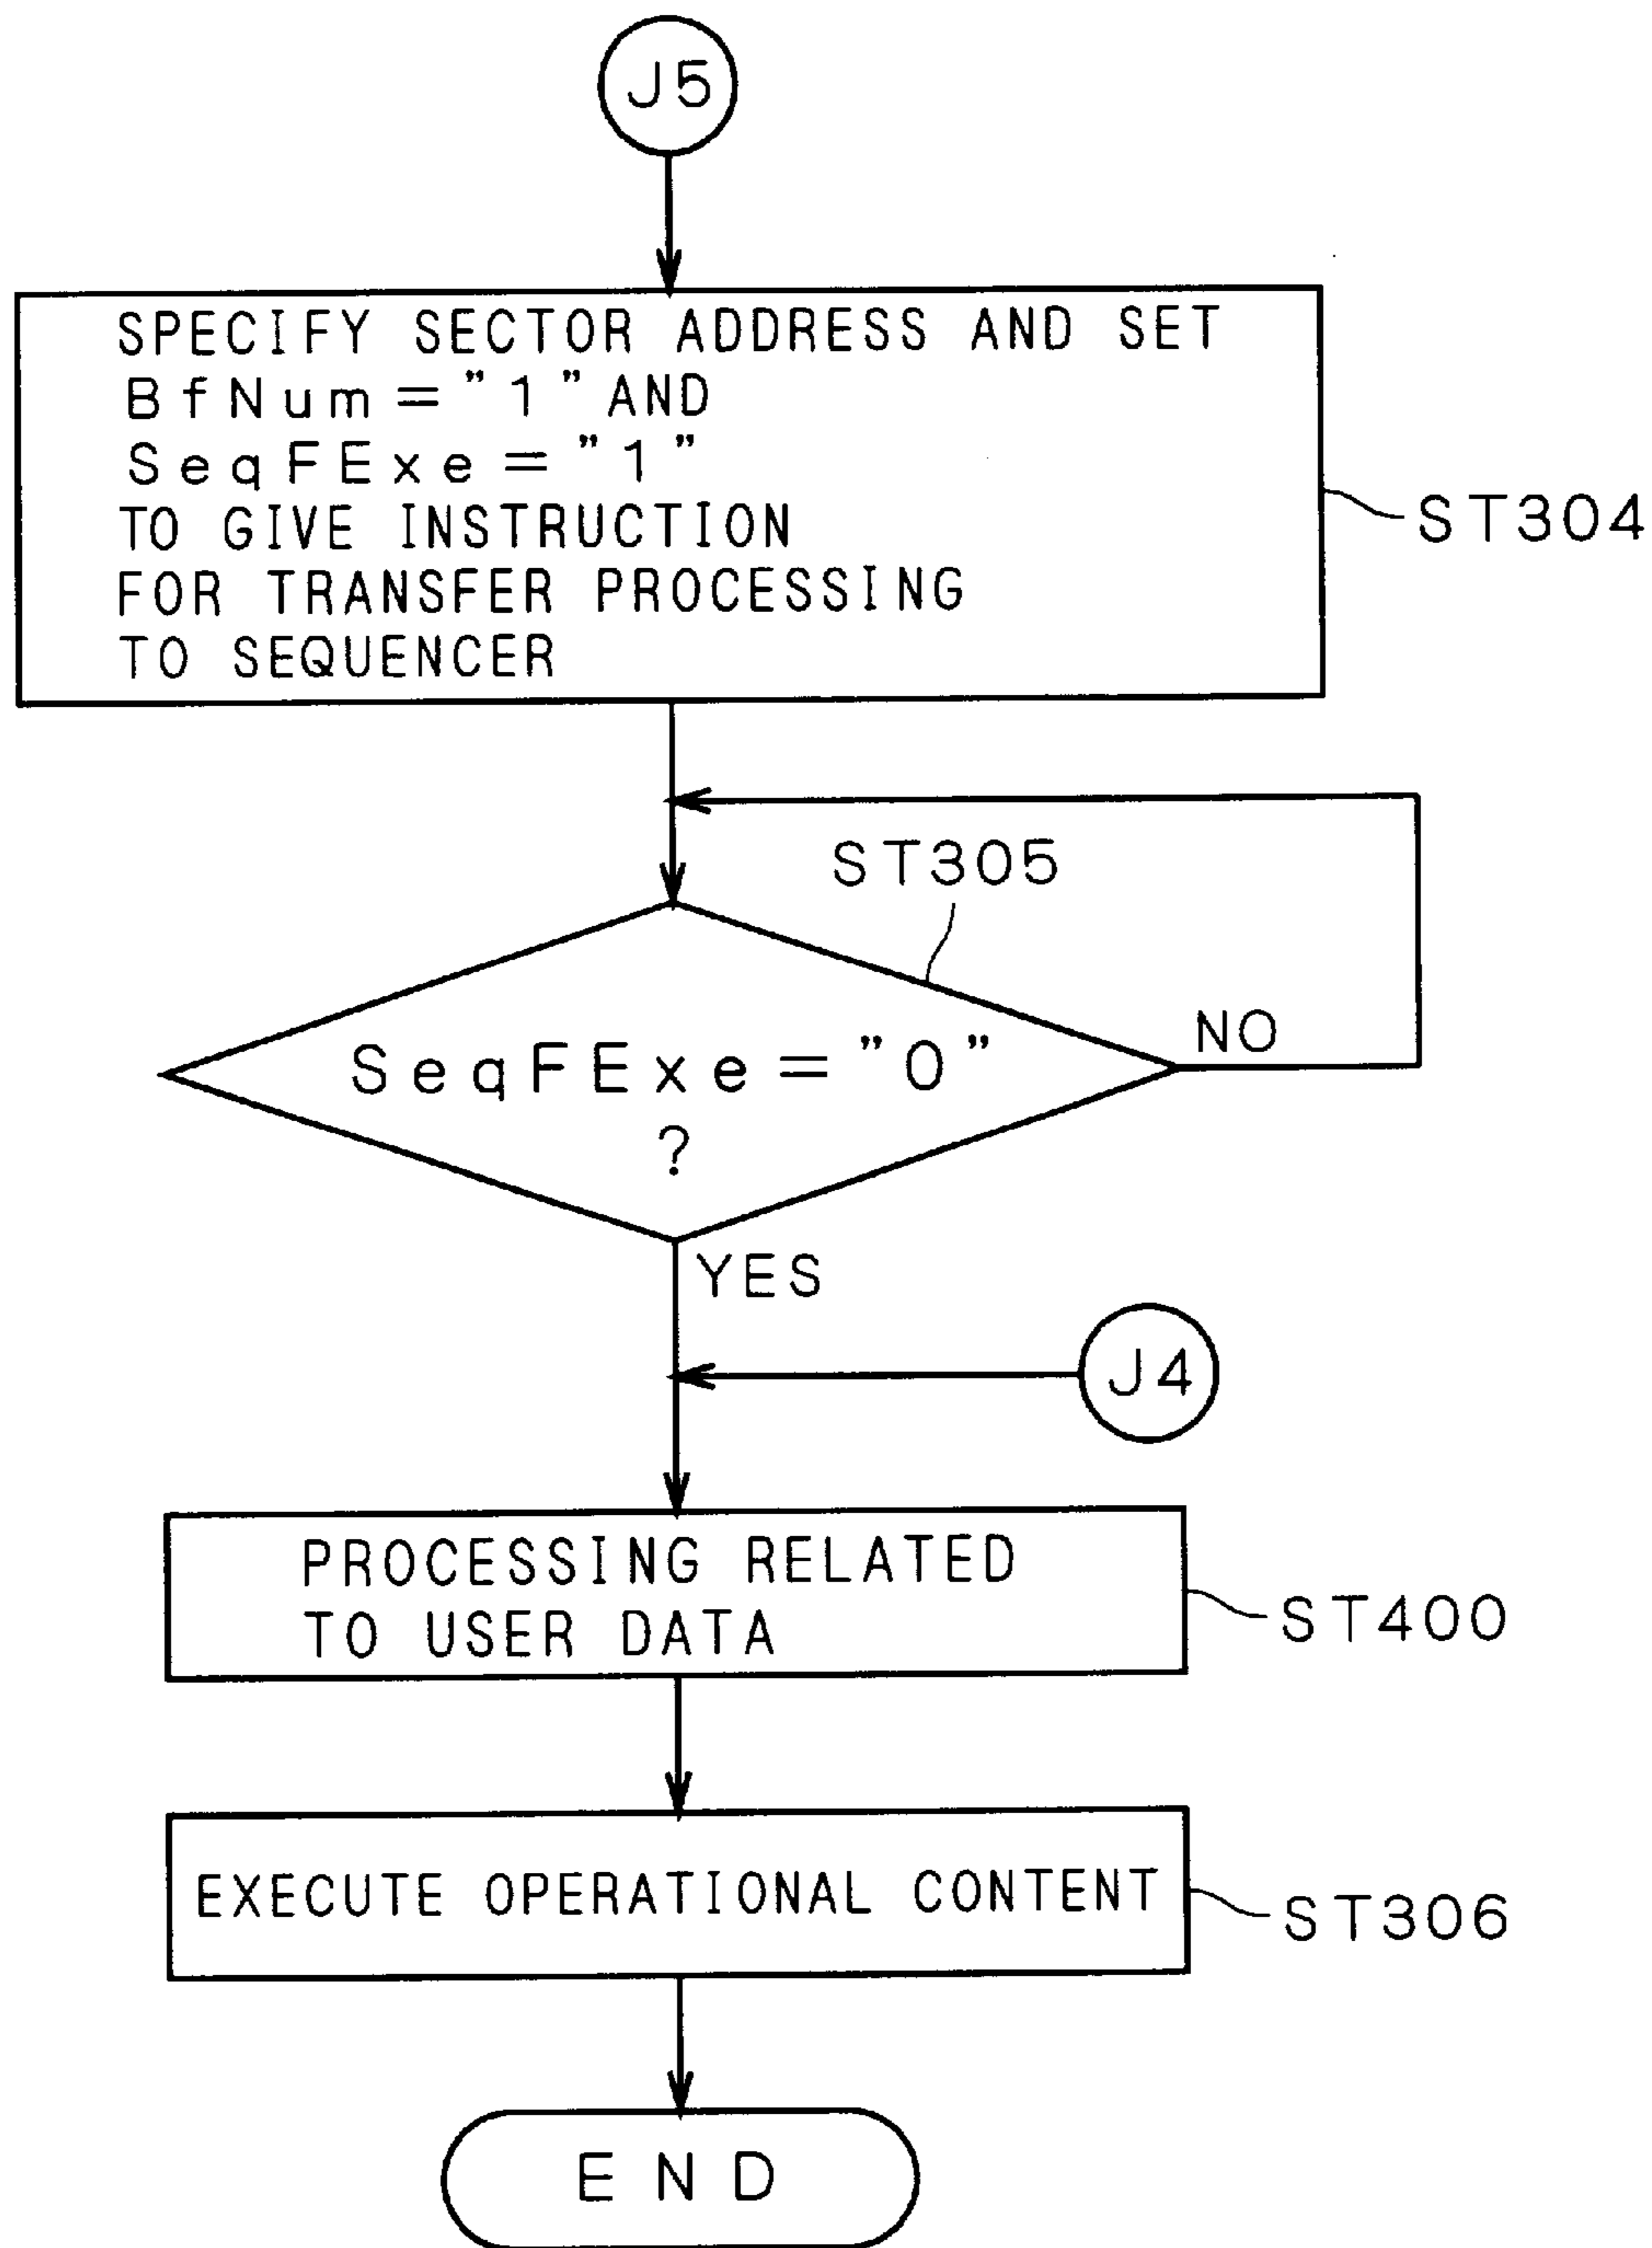 J5
SPECIFY SECTOR ADDRESS AND SET
BfNum="1" AND
SeqFExe="1"
TO GIVE INSTRUCTION
FOR TRANSFER PROCESSING
TO SEQUENCER
ST304
ST305
SeqFExe="0"
?
NO
YES
J4
PROCESSING RELATED
TO USER DATA
ST400
EXECUTE OPERATIONAL CONTENT
ST306
END